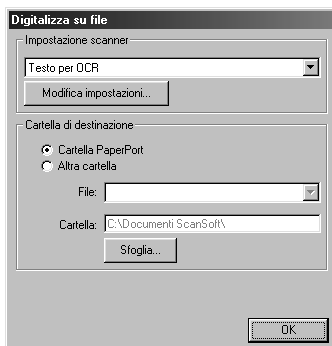 Digitalizza su file
Impostazione scanner
Testo per OCR
Modifica impostazioni...
Cartella di destinazione
Cartella PaperPort
Altra cartella
File:
Cartella: C:\Documenti ScanSoft\
Sfoglia...
OK